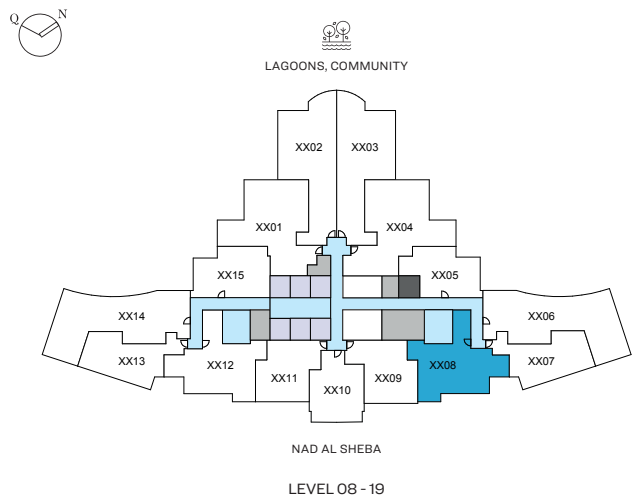 Q N
LAGOONS, COMMUNITY
XX02 XX03
XX01 XX04
XX15 XX05
XX14 XX06
XX13 XX12 XX11 XX10 XX09 XX08 XX07
NAD AL SHEBA
LEVEL 08 - 19